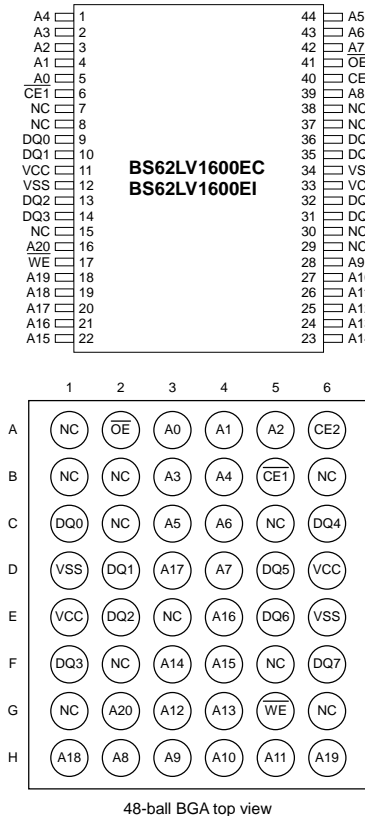 A4 1 44 A5
A3 2 43 A6
A2 3 42 A7
A1 4 41 OE
A0 5 40
CE1 6 39 A8
NC 7 38 NC
NC 8 37 NC
DQ0 9 36
DQ1 10 35
VCC 11 34
VSS 12 33
DQ2 13 32
DQ3 14 31
NC 15 30 NC
A20 16 29 NC
WE 17 28 A9
A19 18 27
A18 19 26
A17 20 25
A16 21 24
A15 22 23
BS62LV1600EC
BS62LV1600EI
1 2 3 4 5 6
A NC OE A0 A1 A2 CE2
B NC NC A3 A4 CE1 NC
C DQ0 NC A5 A6 NC DQ4
D VSS DQ1 A17 A7 DQ5 VCC
E VCC DQ2 NC A16 DQ6 VSS
F DQ3 NC A14 A15 NC DQ7
G NC A20 A12 A13 WE NC
H A18 A8 A9 A10 A11 A19
48-ball BGA top view